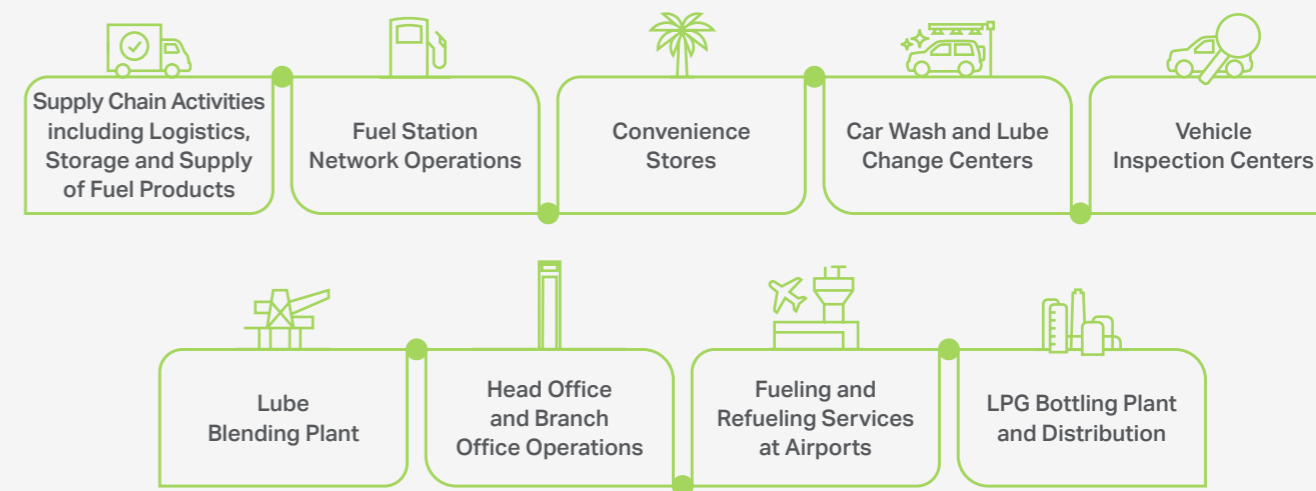 Supply Chain Activities
including Logistics,
Storage and Supply
of Fuel Products
Fuel Station
Network Operations
Convenience
Stores
Car Wash and Lube
Change Centers
Vehicle
Inspection Centers
Lube
Blending Plant
Head Office
and Branch
Office Operations
Fueling and
Refueling Services
at Airports
LPG Bottling Plant
and Distribution